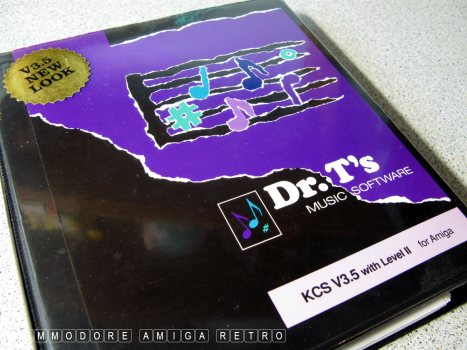 V3.5
NEW
LOOK
Dr.T's
MUSIC SOFTWARE
KCS V3.5 with Level II for Amiga
MMODORE AMIGA RETRO